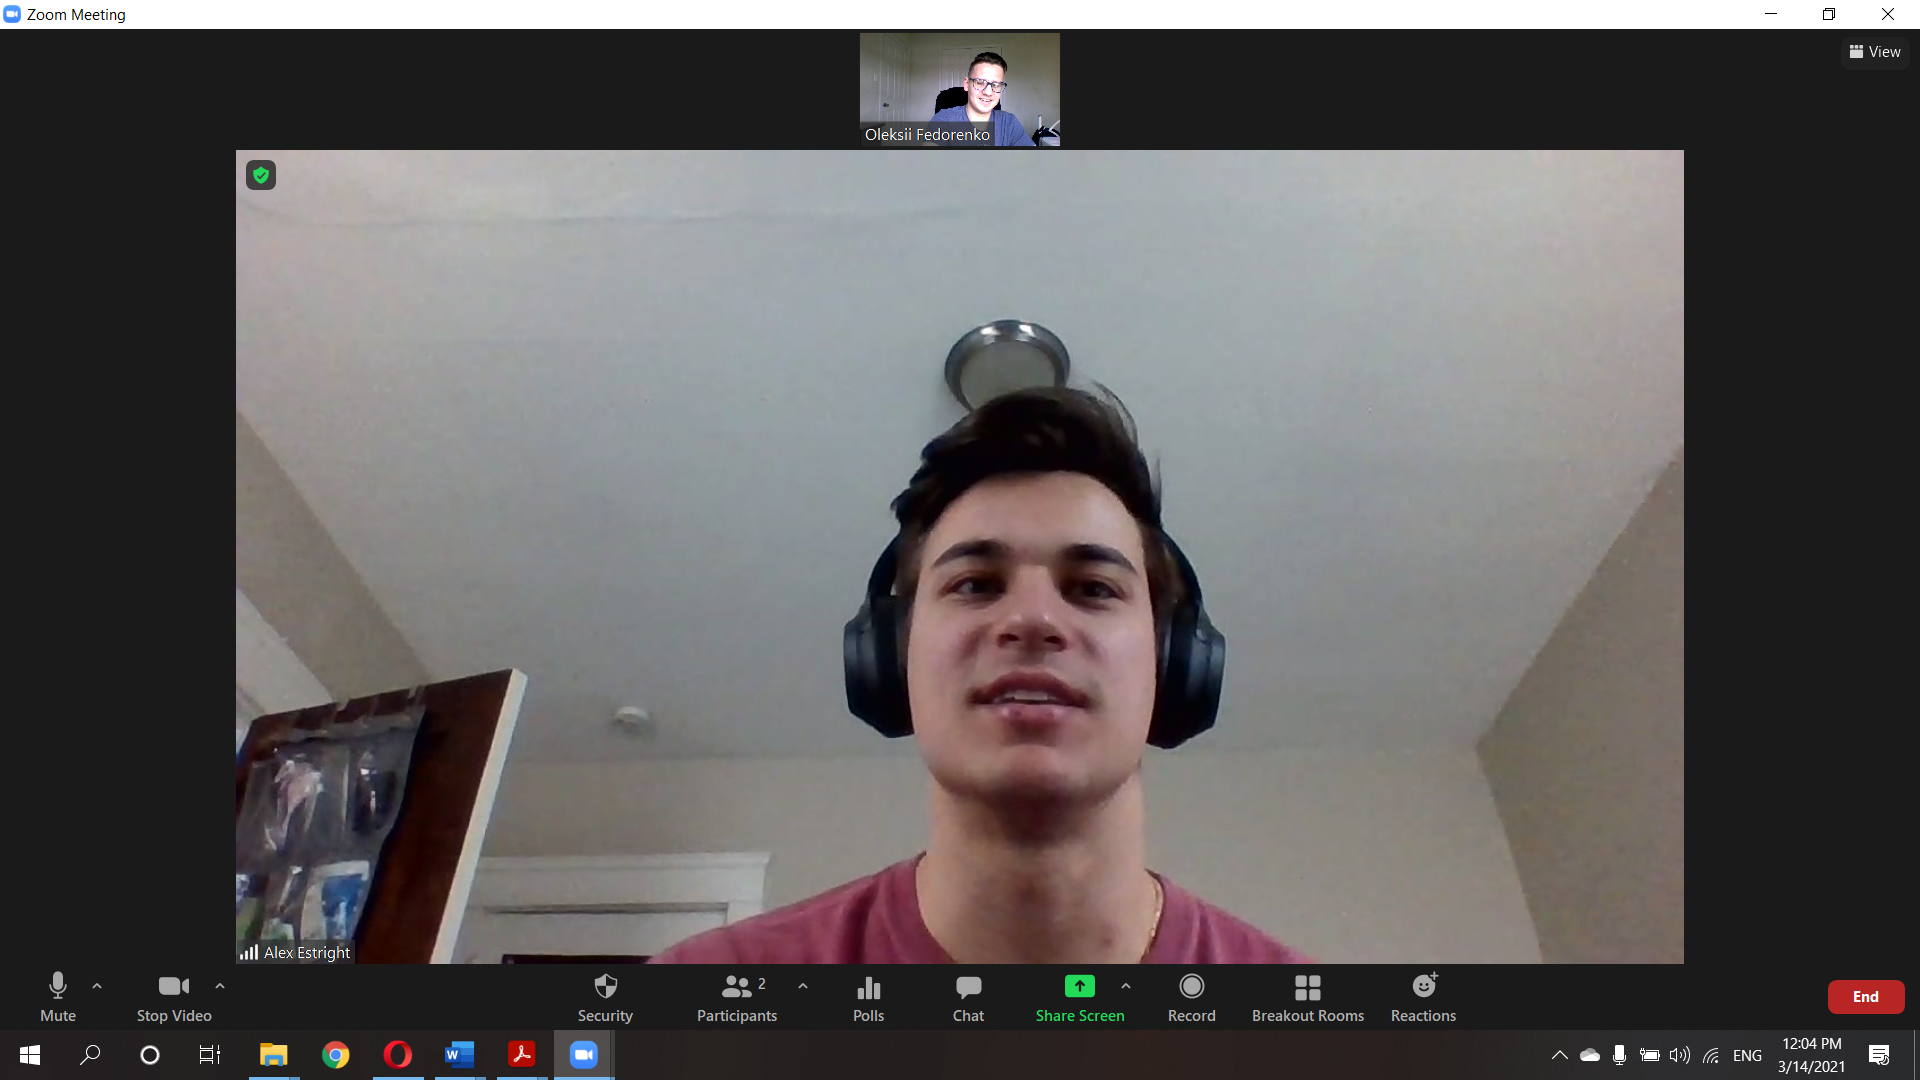 Zoom Meeting
View
Oleksii Fedorenko
Alex Estright
Mute
Stop Video
Security
2
Participants
Polls
Chat
Share Screen
Record
Breakout Rooms
Reactions
End
W
ENG
12:04 PM
3/14/2021